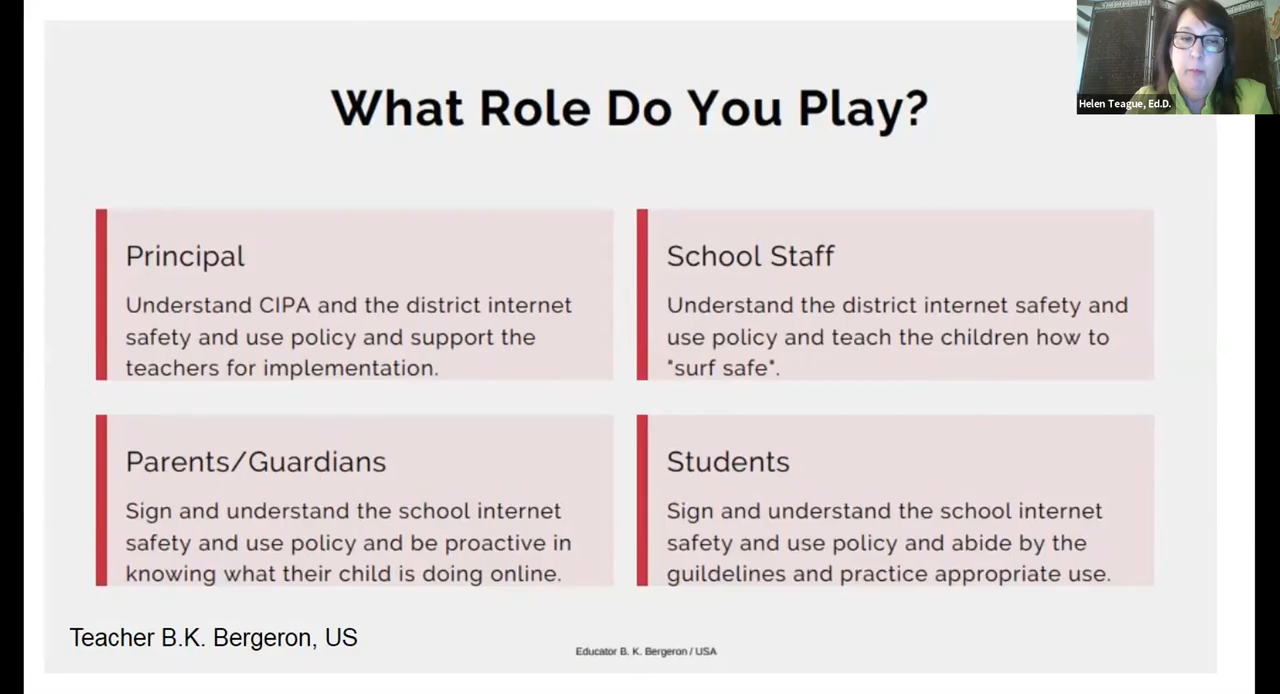 Helen Teague, Ed.D.
What Role Do You Play?
Principal
Understand CIPA and the district internet
safety and use policy and support the
teachers for implementation.
School Staff
Understand the district internet safety and
use policy and teach the children how to
"surf safe".
Parents/Guardians
Sign and understand the school internet
safety and use policy and be proactive in
knowing what their child is doing online.
Students
Sign and understand the school internet
safety and use policy and abide by the
guildelines and practice appropriate use.
Teacher B.K. Bergeron, US
Educator B. K. Bergeron / USA